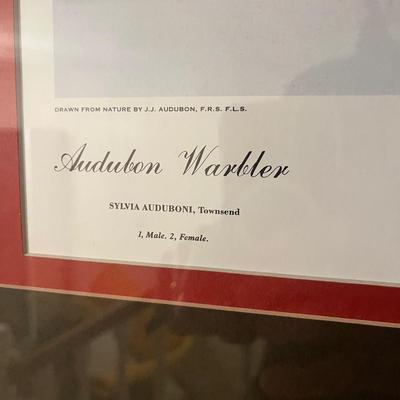 DRAWN FROM NATURE BY J.J. AUDUBON, F.R.S. F.L.S.
Audubon Warbler
SYLVIA AUDUBONI, Townsend
1, Male. 2, Female.